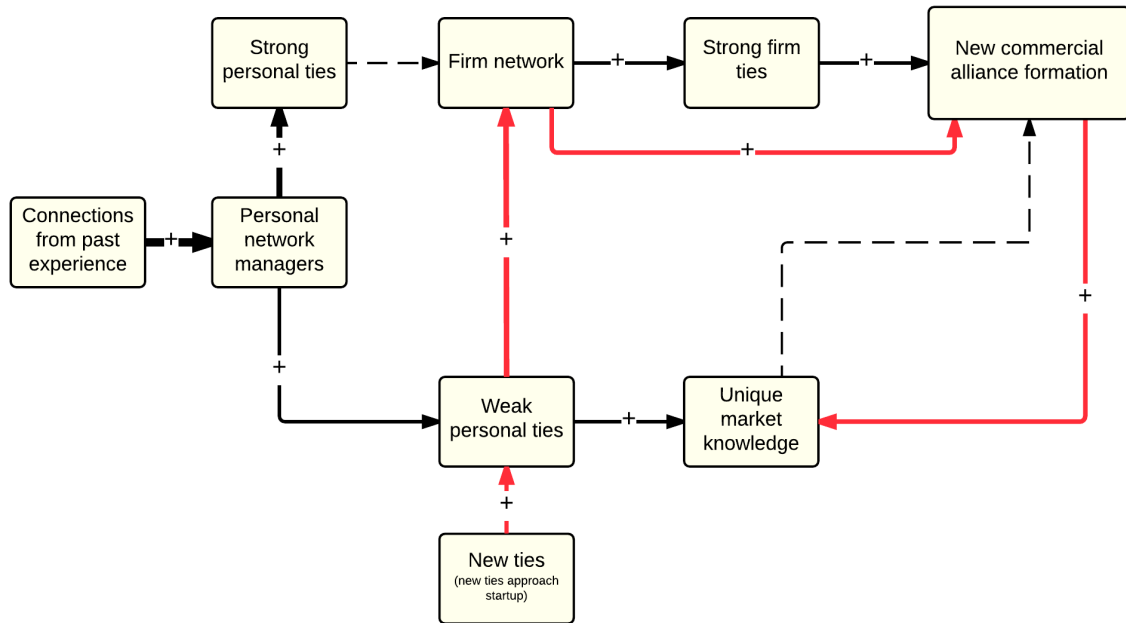 Strong
personal ties
Firm network
+
Strong firm
ties
+
New commercial
alliance formation
+
+
Connections
from past
experience
+
Personal
network
managers
+
+
+
Weak
personal ties
+
Unique
market
knowledge
+
New ties
(new ties approach
startup)